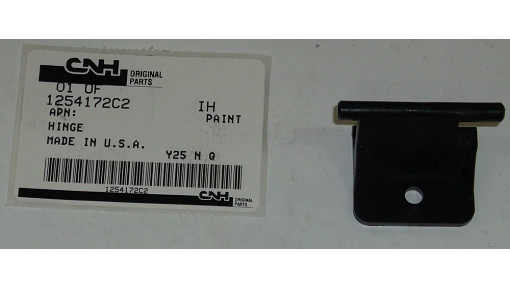 CNH ORIGINAL PARTS
01 OF
1254172C2 IH
APN: PAINT
HINGE
MADE IN U.S.A.
Y25 N Q
1254172C2
CNH ORIGINAL PARTS